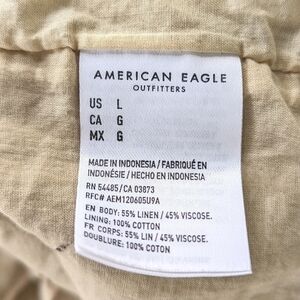 AMERICAN EAGLE
OUTFITTERS
US L
CA G
MX G
MADE IN INDONESIA / FABRIQUÉ EN
INDONÉSIE / HECHO EN INDONESIA
RN 54485/CA 03873
RFC# AEM120605U9A
EN BODY: 55% LINEN / 45% VISCOSE.
LINING: 100% COTTON
FR CORPS: 55% LIN / 45% VISCOSE.
DOUBLURE: 100% COTON